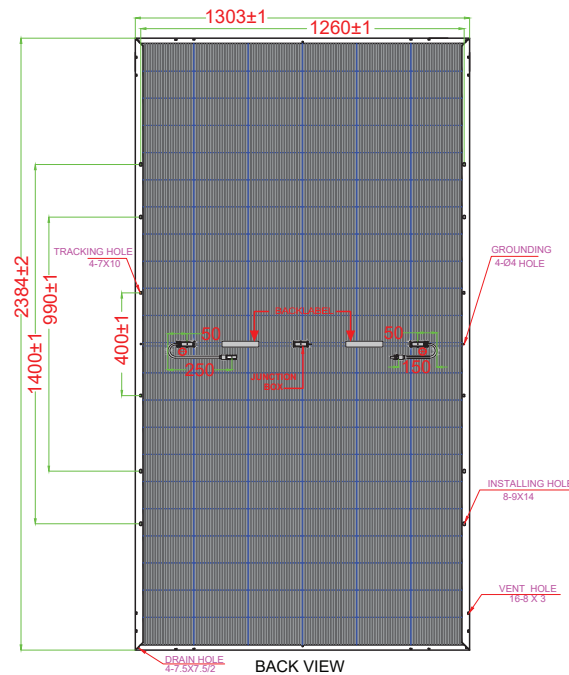 1303±1
1260±1
TRACKING HOLE
4-7X10
GROUNDING
4-Ø4 HOLE
2384±2
1400±1
990±1
400±1
BACKLABEL
50
50
250
JUNCTION
BOX
150
INSTALLING HOLE
8-9X14
VENT HOLE
16-8 X 3
DRAIN HOLE
4-7.5X7.5/2
BACK VIEW